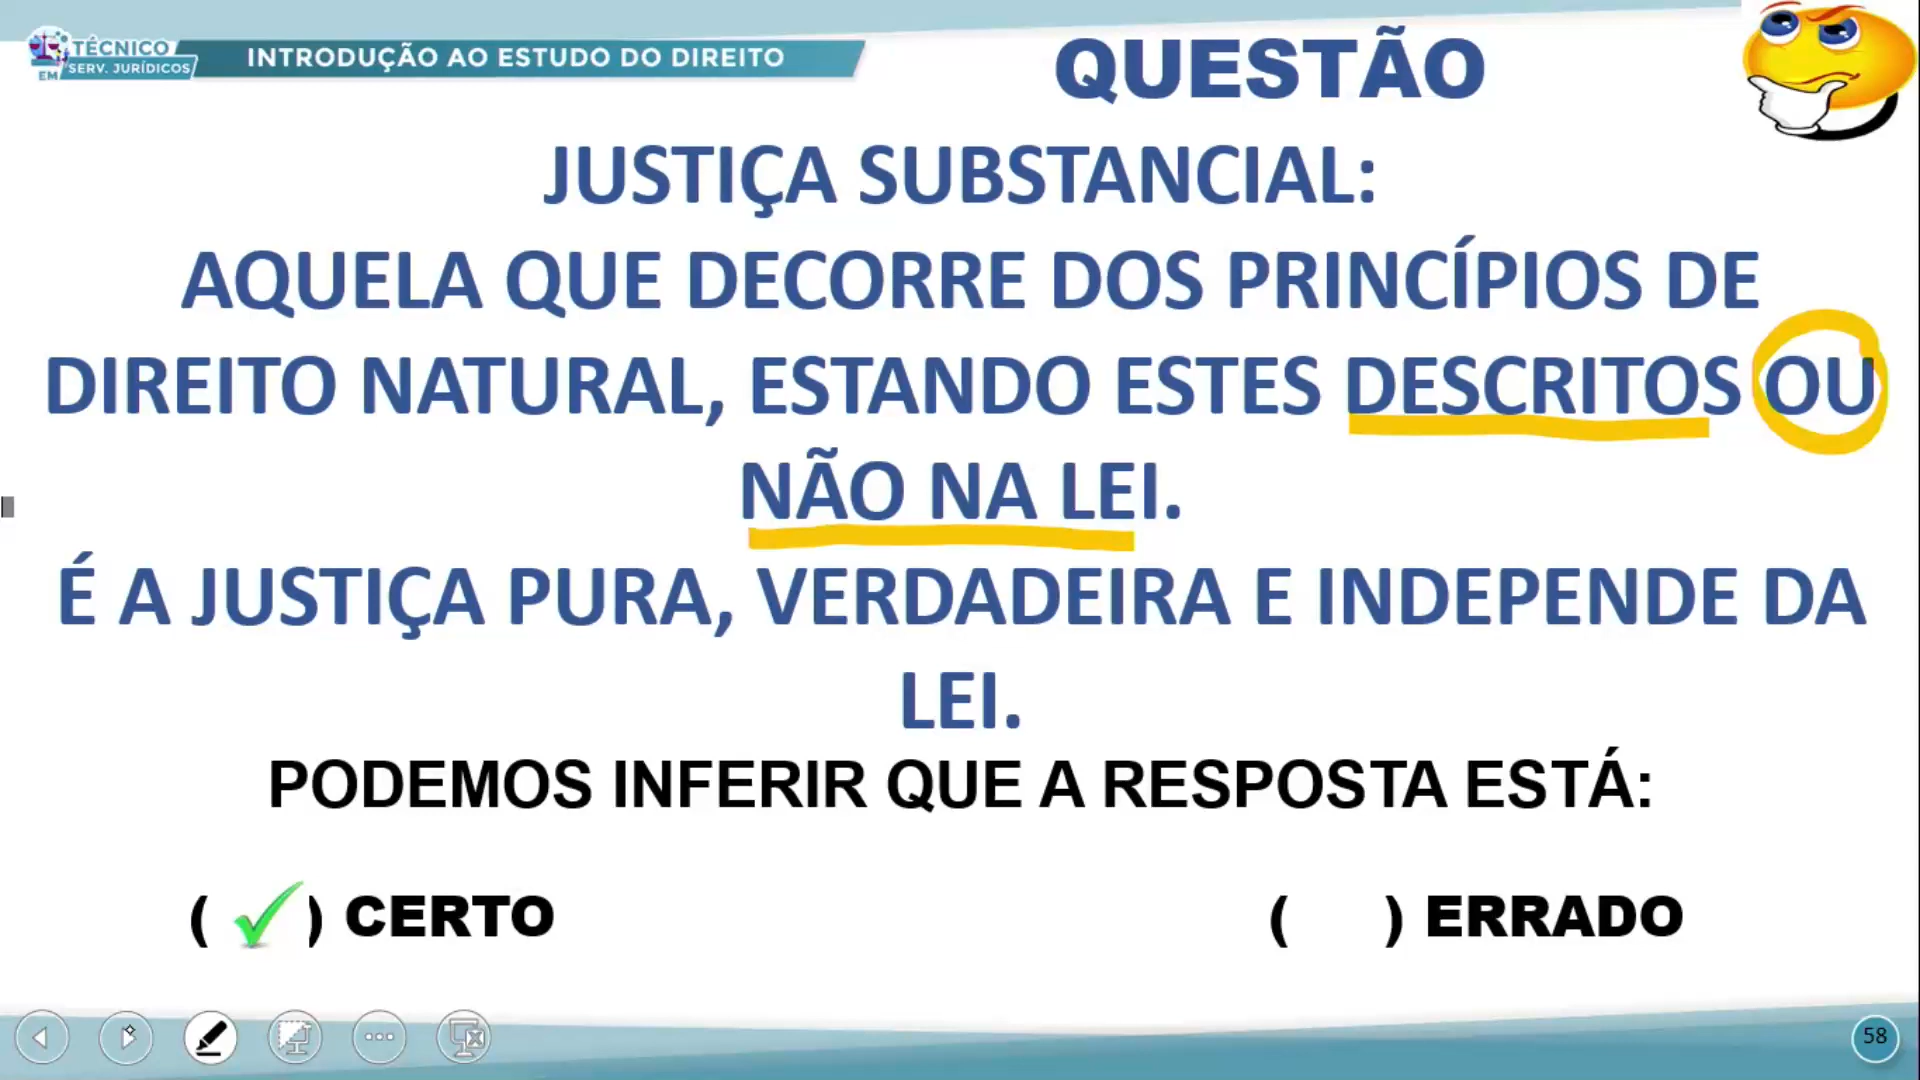 TÉCNICO
EM SERV. JURÍDICOS
INTRODUÇÃO AO ESTUDO DO DIREITO
QUESTÃO
JUSTIÇA SUBSTANCIAL:
AQUELA QUE DECORRE DOS PRINCÍPIOS DE
DIREITO NATURAL, ESTANDO ESTES DESCRITOS OU
NÃO NA LEI.
É A JUSTIÇA PURA, VERDADEIRA E INDEPENDE DA
LEI.
PODEMOS INFERIR QUE A RESPOSTA ESTÁ:
( ✓ ) CERTO
( ) ERRADO
58